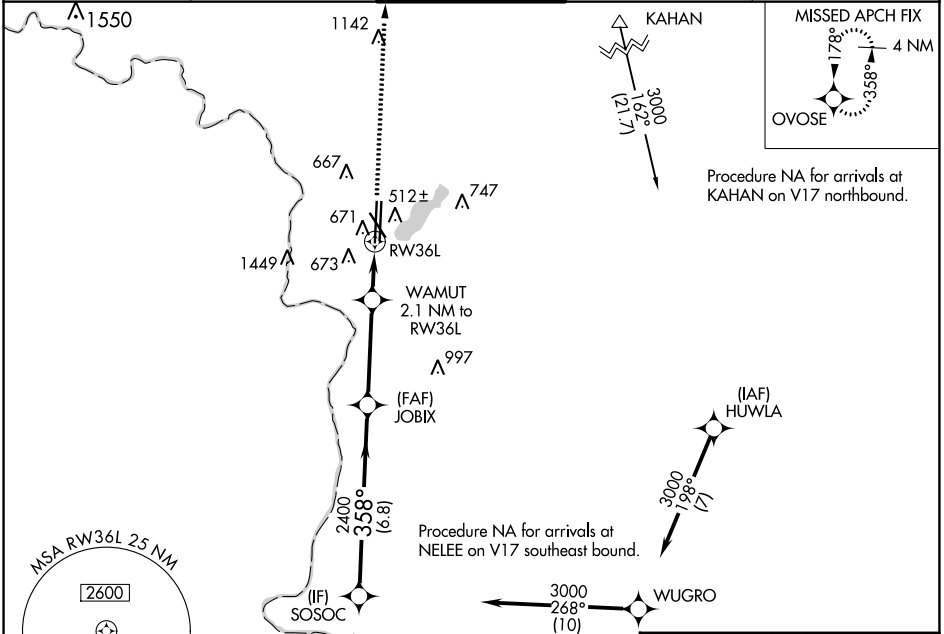 1550
1142
KAHAN
3000
162°
(21.7)
MISSED APCH FIX
178°
4 NM
358°
OVOSE
Procedure NA for arrivals at
KAHAN on V17 northbound.
667
512±
747
671
RW36L
1449
673
WAMUT
2.1 NM to
RW36L
997
(FAF)
JOBIX
(IAF)
HUWLA
3000
198°
(7)
2400
358°
(6.8)
Procedure NA for arrivals at
NELEE on V17 southeast bound.
MSA RW36L 25 NM
2600
(IF)
SOSOC
3000
268°
(10)
WUGRO